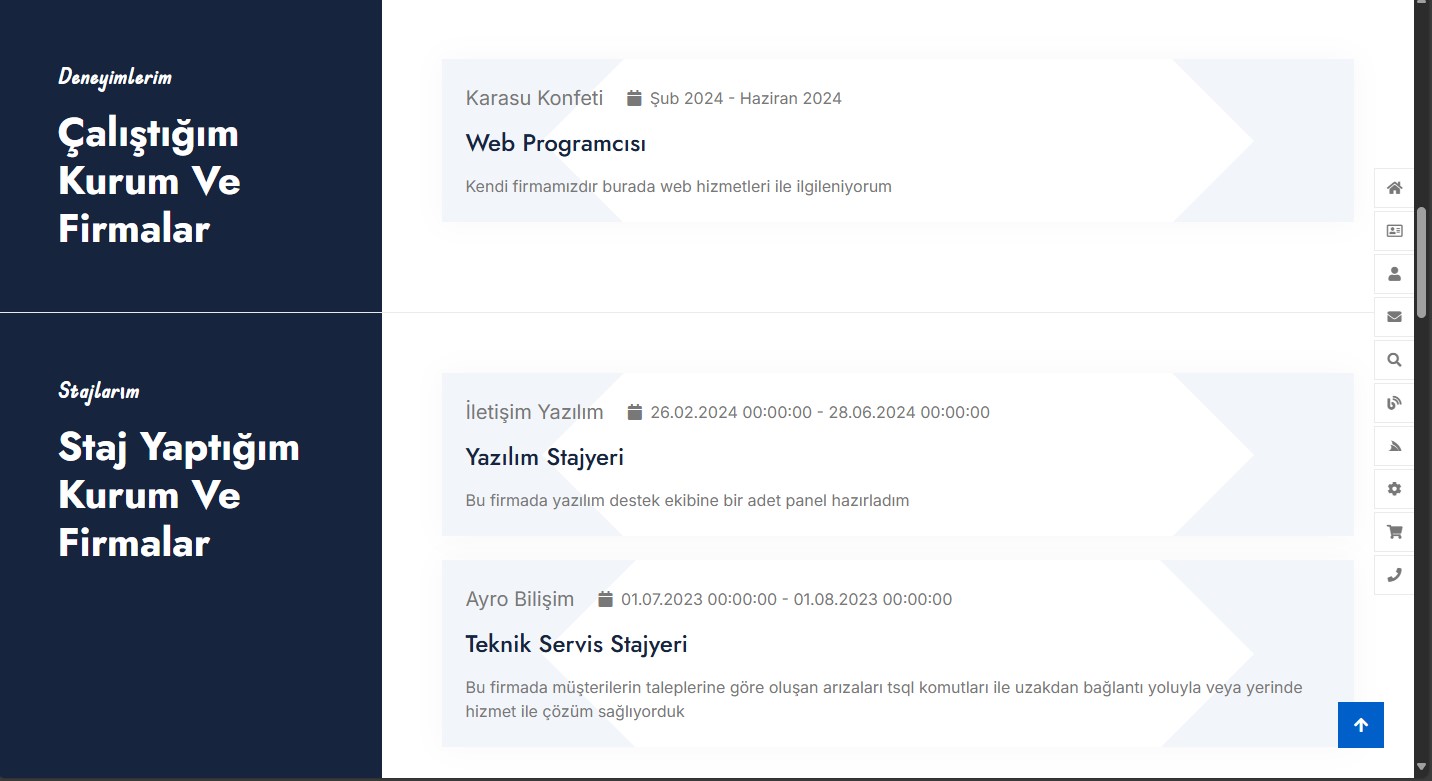 Deneyimlerim
Çalıştığım
Kurum Ve
Firmalar
Karasu Konfeti Şub 2024 - Haziran 2024
Web Programcısı
Kendi firmamızdır burada web hizmetleri ile ilgileniyorum
Stajlarım
Staj Yaptığım
Kurum Ve
Firmalar
İletişim Yazılım 26.02.2024 00:00:00 - 28.06.2024 00:00:00
Yazılım Stajyeri
Bu firmada yazılım destek ekibine bir adet panel hazırladım
Ayro Bilişim 01.07.2023 00:00:00 - 01.08.2023 00:00:00
Teknik Servis Stajyeri
Bu firmada müşterilerin taleplerine göre oluşan arızaları tsql komutları ile uzakdan bağlantı yoluyla veya yerinde
hizmet ile çözüm sağlıyorduk